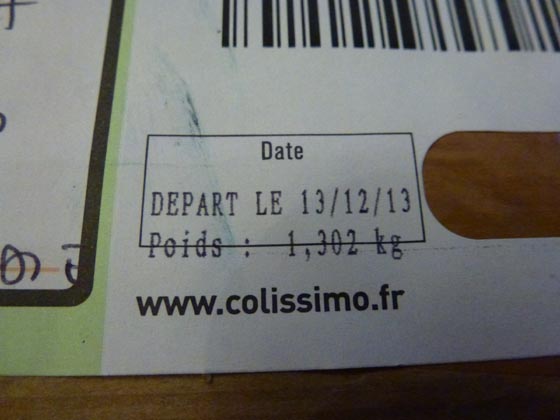 Date
DEPART LE 13/12/13
Poids : 1,302 kg
www.colissimo.fr